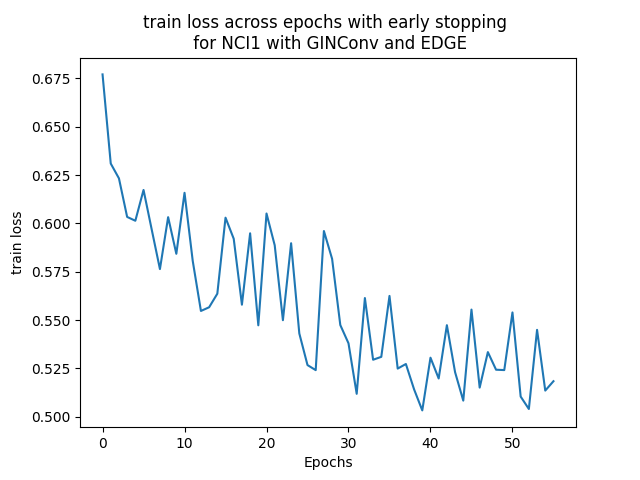 train loss across epochs with early stopping
for NCI1 with GINConv and EDGE
0.675
0.650
0.625
0.600
0.575
0.550
0.525
0.500
train loss
0 10 20 30 40 50
Epochs